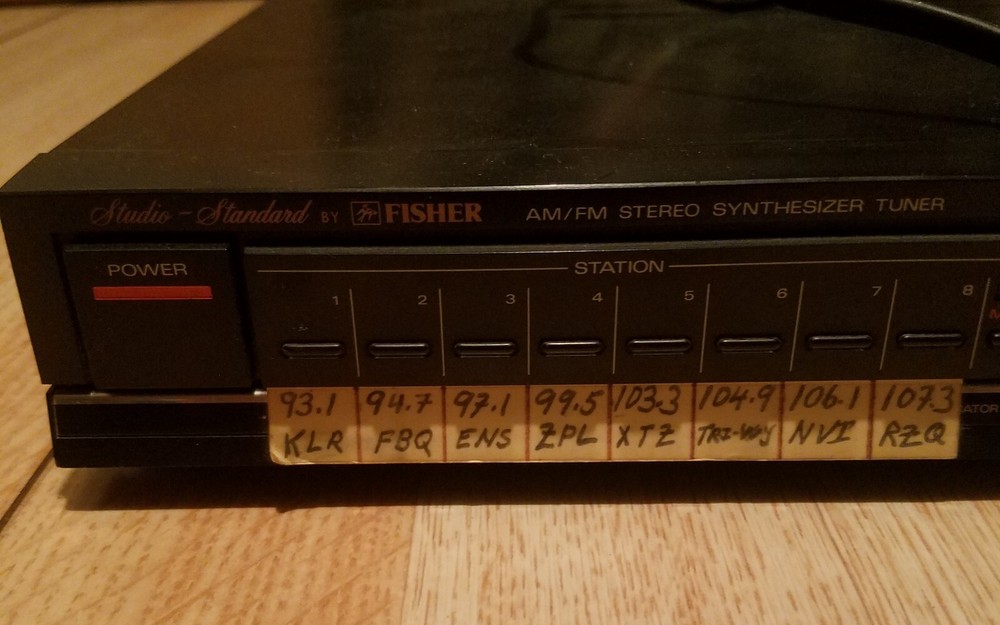 Studio-Standard BY FISHER AM/FM STEREO SYNTHESIZER TUNER
POWER
STATION
1 2 3 4 5 6 7 8
93.1 94.7 97.1 99.5 103.3 104.9 106.1 107.3
KLR FBQ ENS ZPL XTZ TRI-WY NVI RZQ